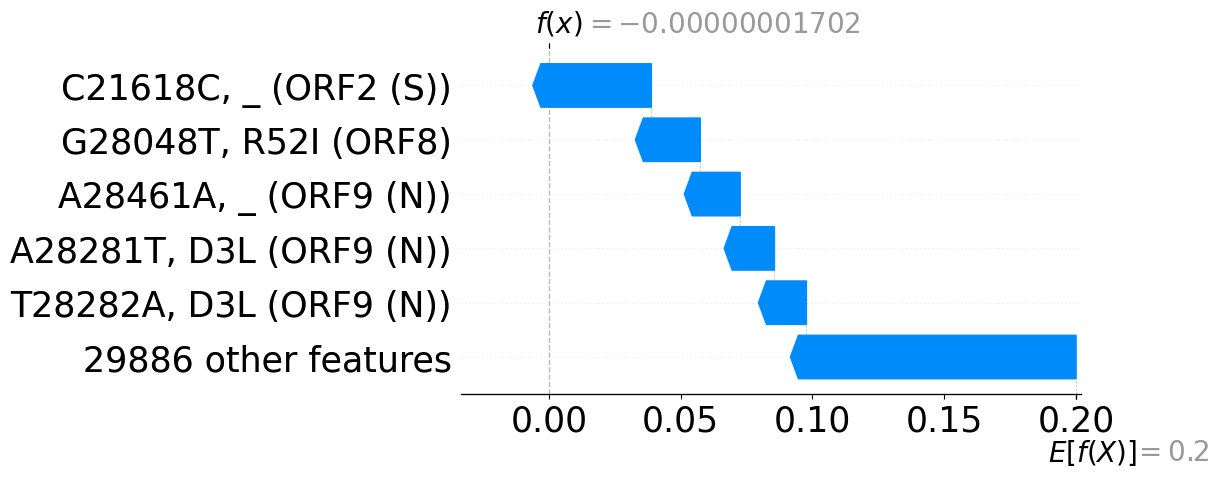 f(x) = −0.00000001702
C21618C, _ (ORF2 (S))
G28048T, R52I (ORF8)
A28461A, _ (ORF9 (N))
A28281T, D3L (ORF9 (N))
T28282A, D3L (ORF9 (N))
29886 other features
0.00 0.05 0.10 0.15 0.20
E[f(X)] = 0.2